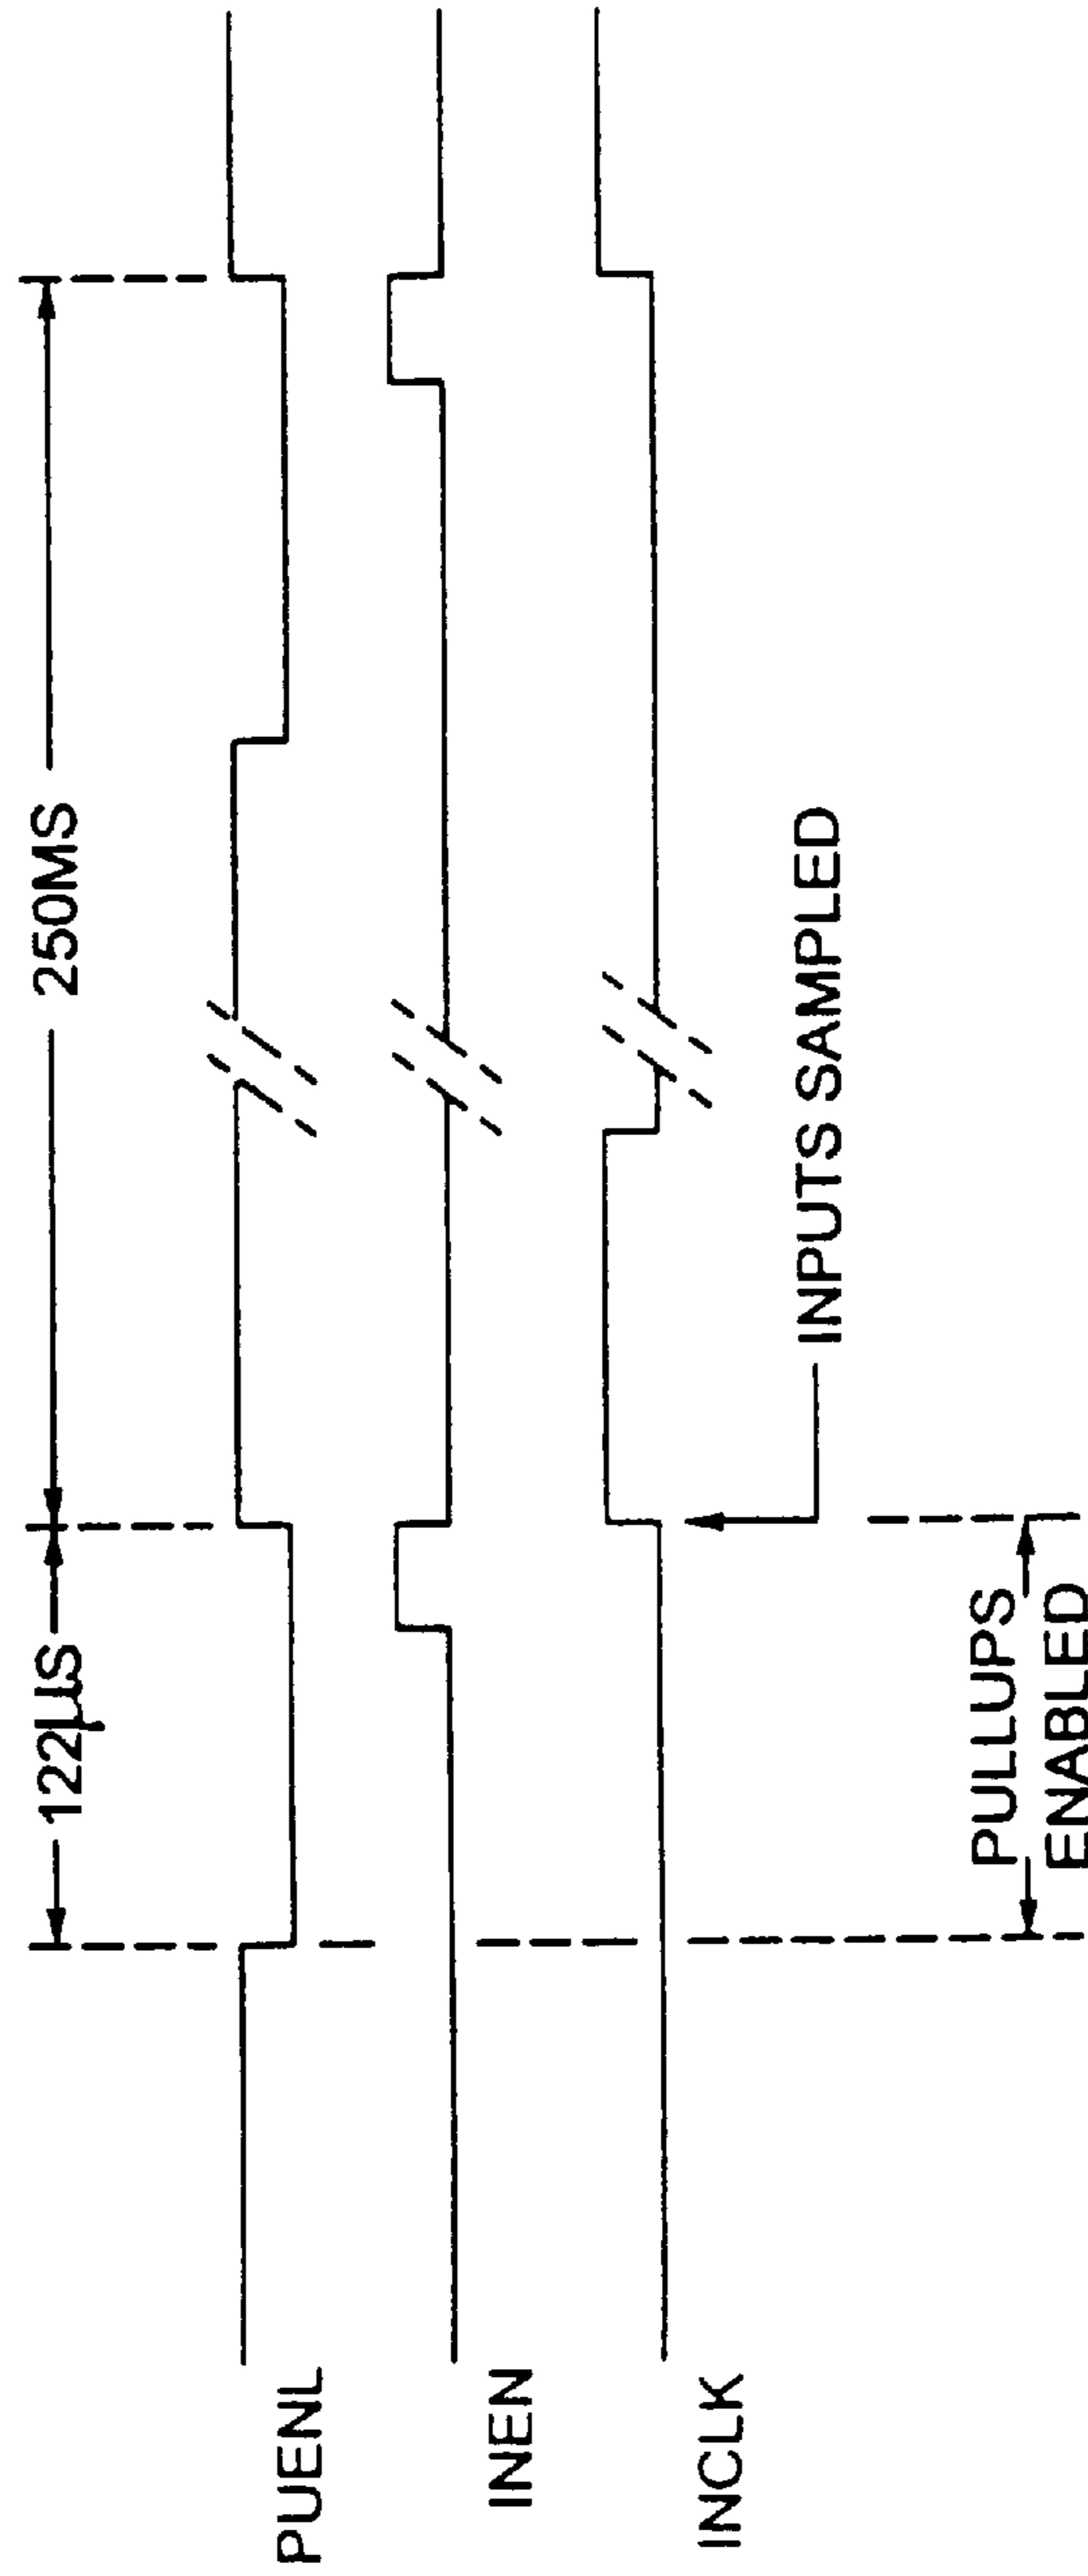 122µS
250MS
PUENL
INEN
INCLK
INPUTS SAMPLED
PULLUPS
ENABLED